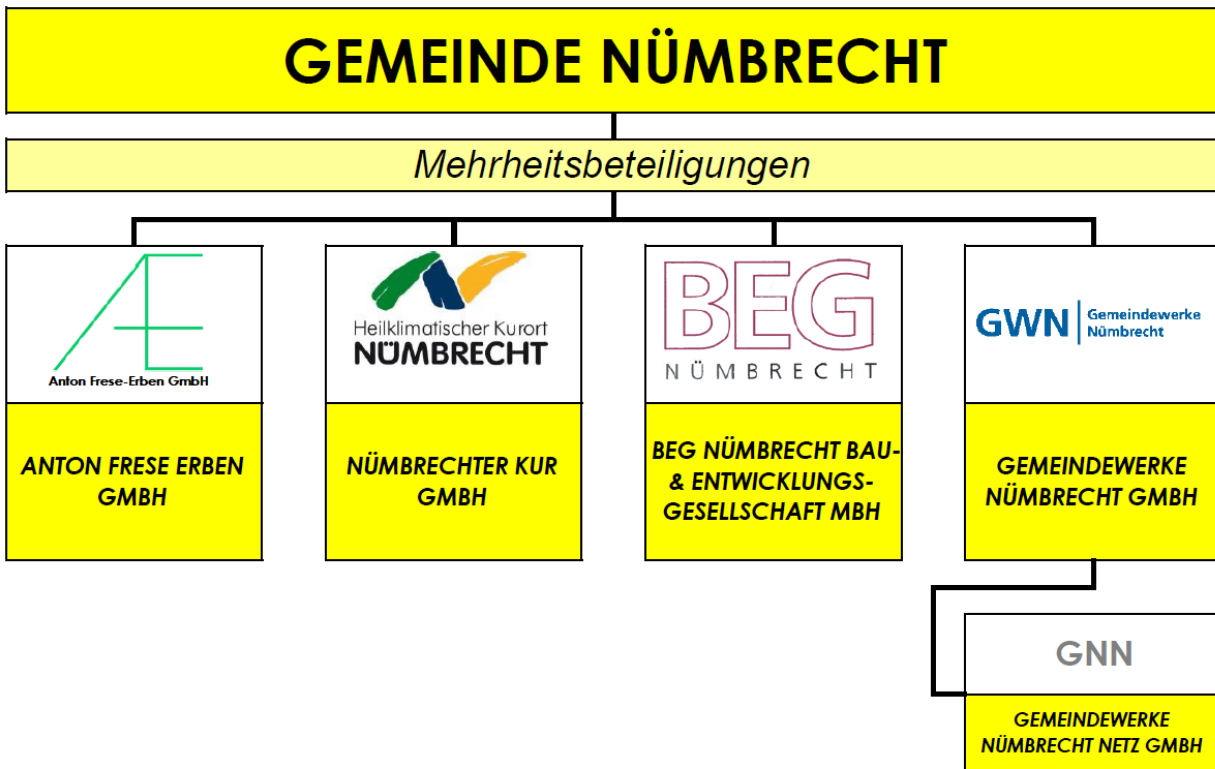 GEMEINDE NÜMBRECHT
Mehrheitsbeteiligungen
AE
Anton Frese-Erben GmbH
ANTON FRESE ERBEN
GMBH
Heilklimatischer Kurort
NÜMBRECHT
NÜMBRECHTER KUR
GMBH
BEG
NÜMBRECHT
BEG NÜMBRECHT BAU-
& ENTWICKLUNGS-
GESELLSCHAFT MBH
GWN Gemeindewerke
Nümbrecht
GEMEINDEWERKE
NÜMBRECHT GMBH
GNN
GEMEINDEWERKE
NÜMBRECHT NETZ GMBH